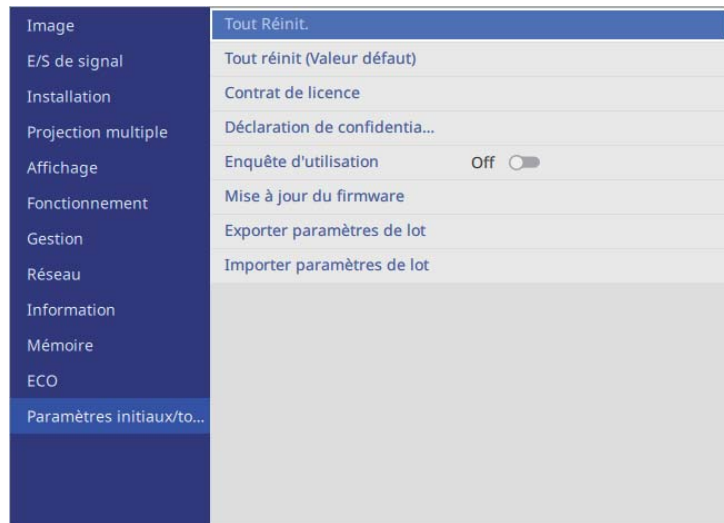 Image
E/S de signal
Installation
Projection multiple
Affichage
Fonctionnement
Gestion
Réseau
Information
Mémoire
ECO
Paramètres initiaux/to...
Tout Réinit.
Tout réinit (Valeur défaut)
Contrat de licence
Déclaration de confidentia...
Enquête d'utilisation Off
Mise à jour du firmware
Exporter paramètres de lot
Importer paramètres de lot